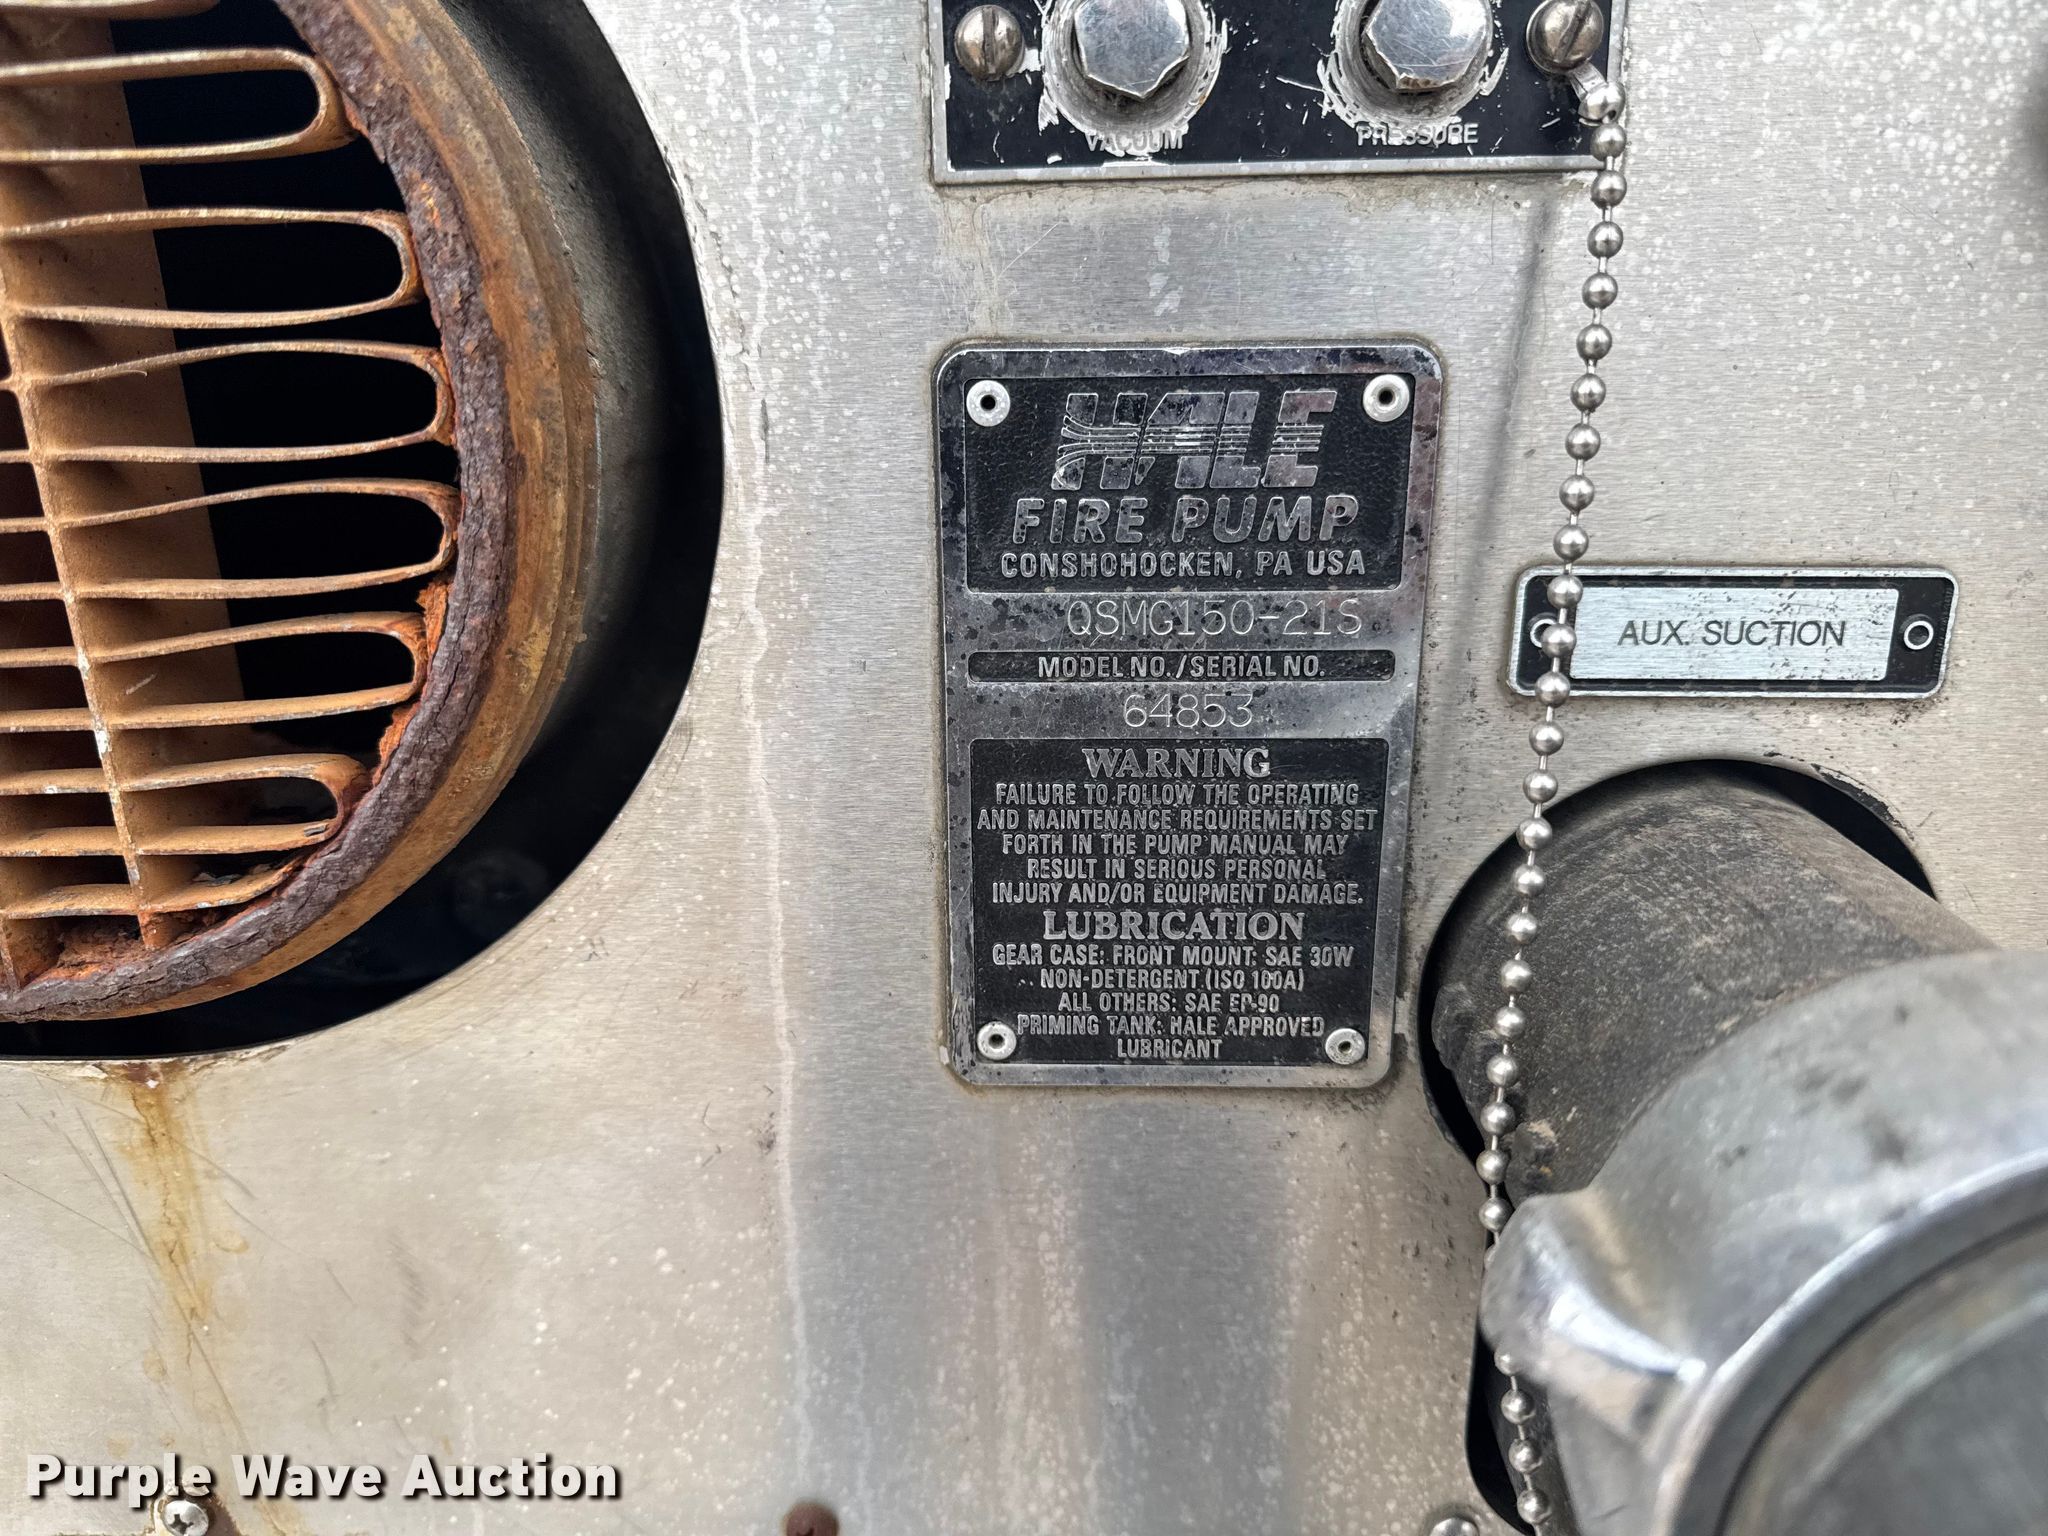 VACUUM
PRESSURE
HALE
FIRE PUMP
CONSHOHOCKEN, PA USA
QSMG150-21S
MODEL NO./SERIAL NO.
64853
WARNING
FAILURE TO FOLLOW THE OPERATING
AND MAINTENANCE REQUIREMENTS SET
FORTH IN THE PUMP MANUAL MAY
RESULT IN SERIOUS PERSONAL
INJURY AND/OR EQUIPMENT DAMAGE.
LUBRICATION
GEAR CASE: FRONT MOUNT: SAE 30W
NON-DETERGENT (ISO 100A)
ALL OTHERS: SAE EP-90
PRIMING TANK: HALE APPROVED
LUBRICANT
AUX. SUCTION
Purple Wave Auction